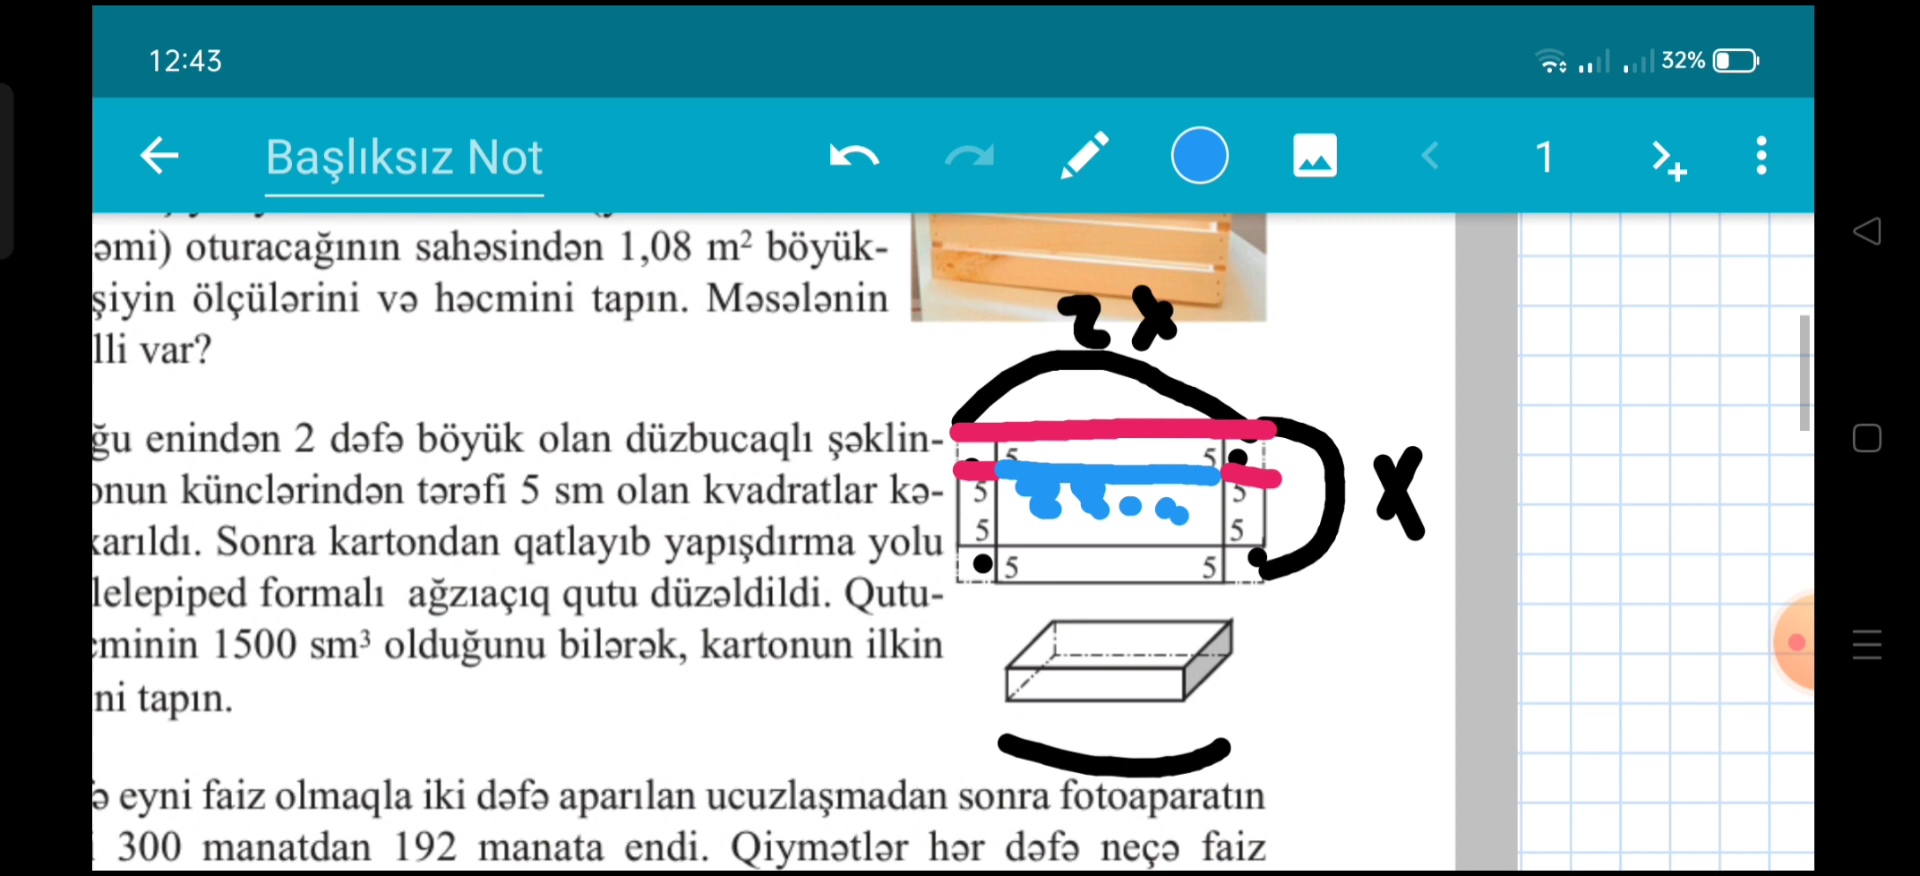 12:43
32%
Başlıksız Not
1
əmi) oturacağının sahəsindən 1,08 m² böyük-
şiyin ölçülərini və həcmini tapın. Məsələnin
lli var?
2x
ğu enindən 2 dəfə böyük olan düzbucaqlı şəklin-
onun künclərindən tərəfi 5 sm olan kvadratlar kə-
karıldı. Sonra kartondan qatlayıb yapışdırma yolu
lelepiped formalı ağzıaçıq qutu düzəldildi. Qutu-
cminin 1500 sm³ olduğunu bilərək, kartonun ilkin
ni tapın.
5 5
5 5
5 5
5 5
x
ə eyni faiz olmaqla iki dəfə aparılan ucuzlaşmadan sonra fotoaparatın
300 manatdan 192 manata endi. Qiymətlər hər dəfə neçə faiz